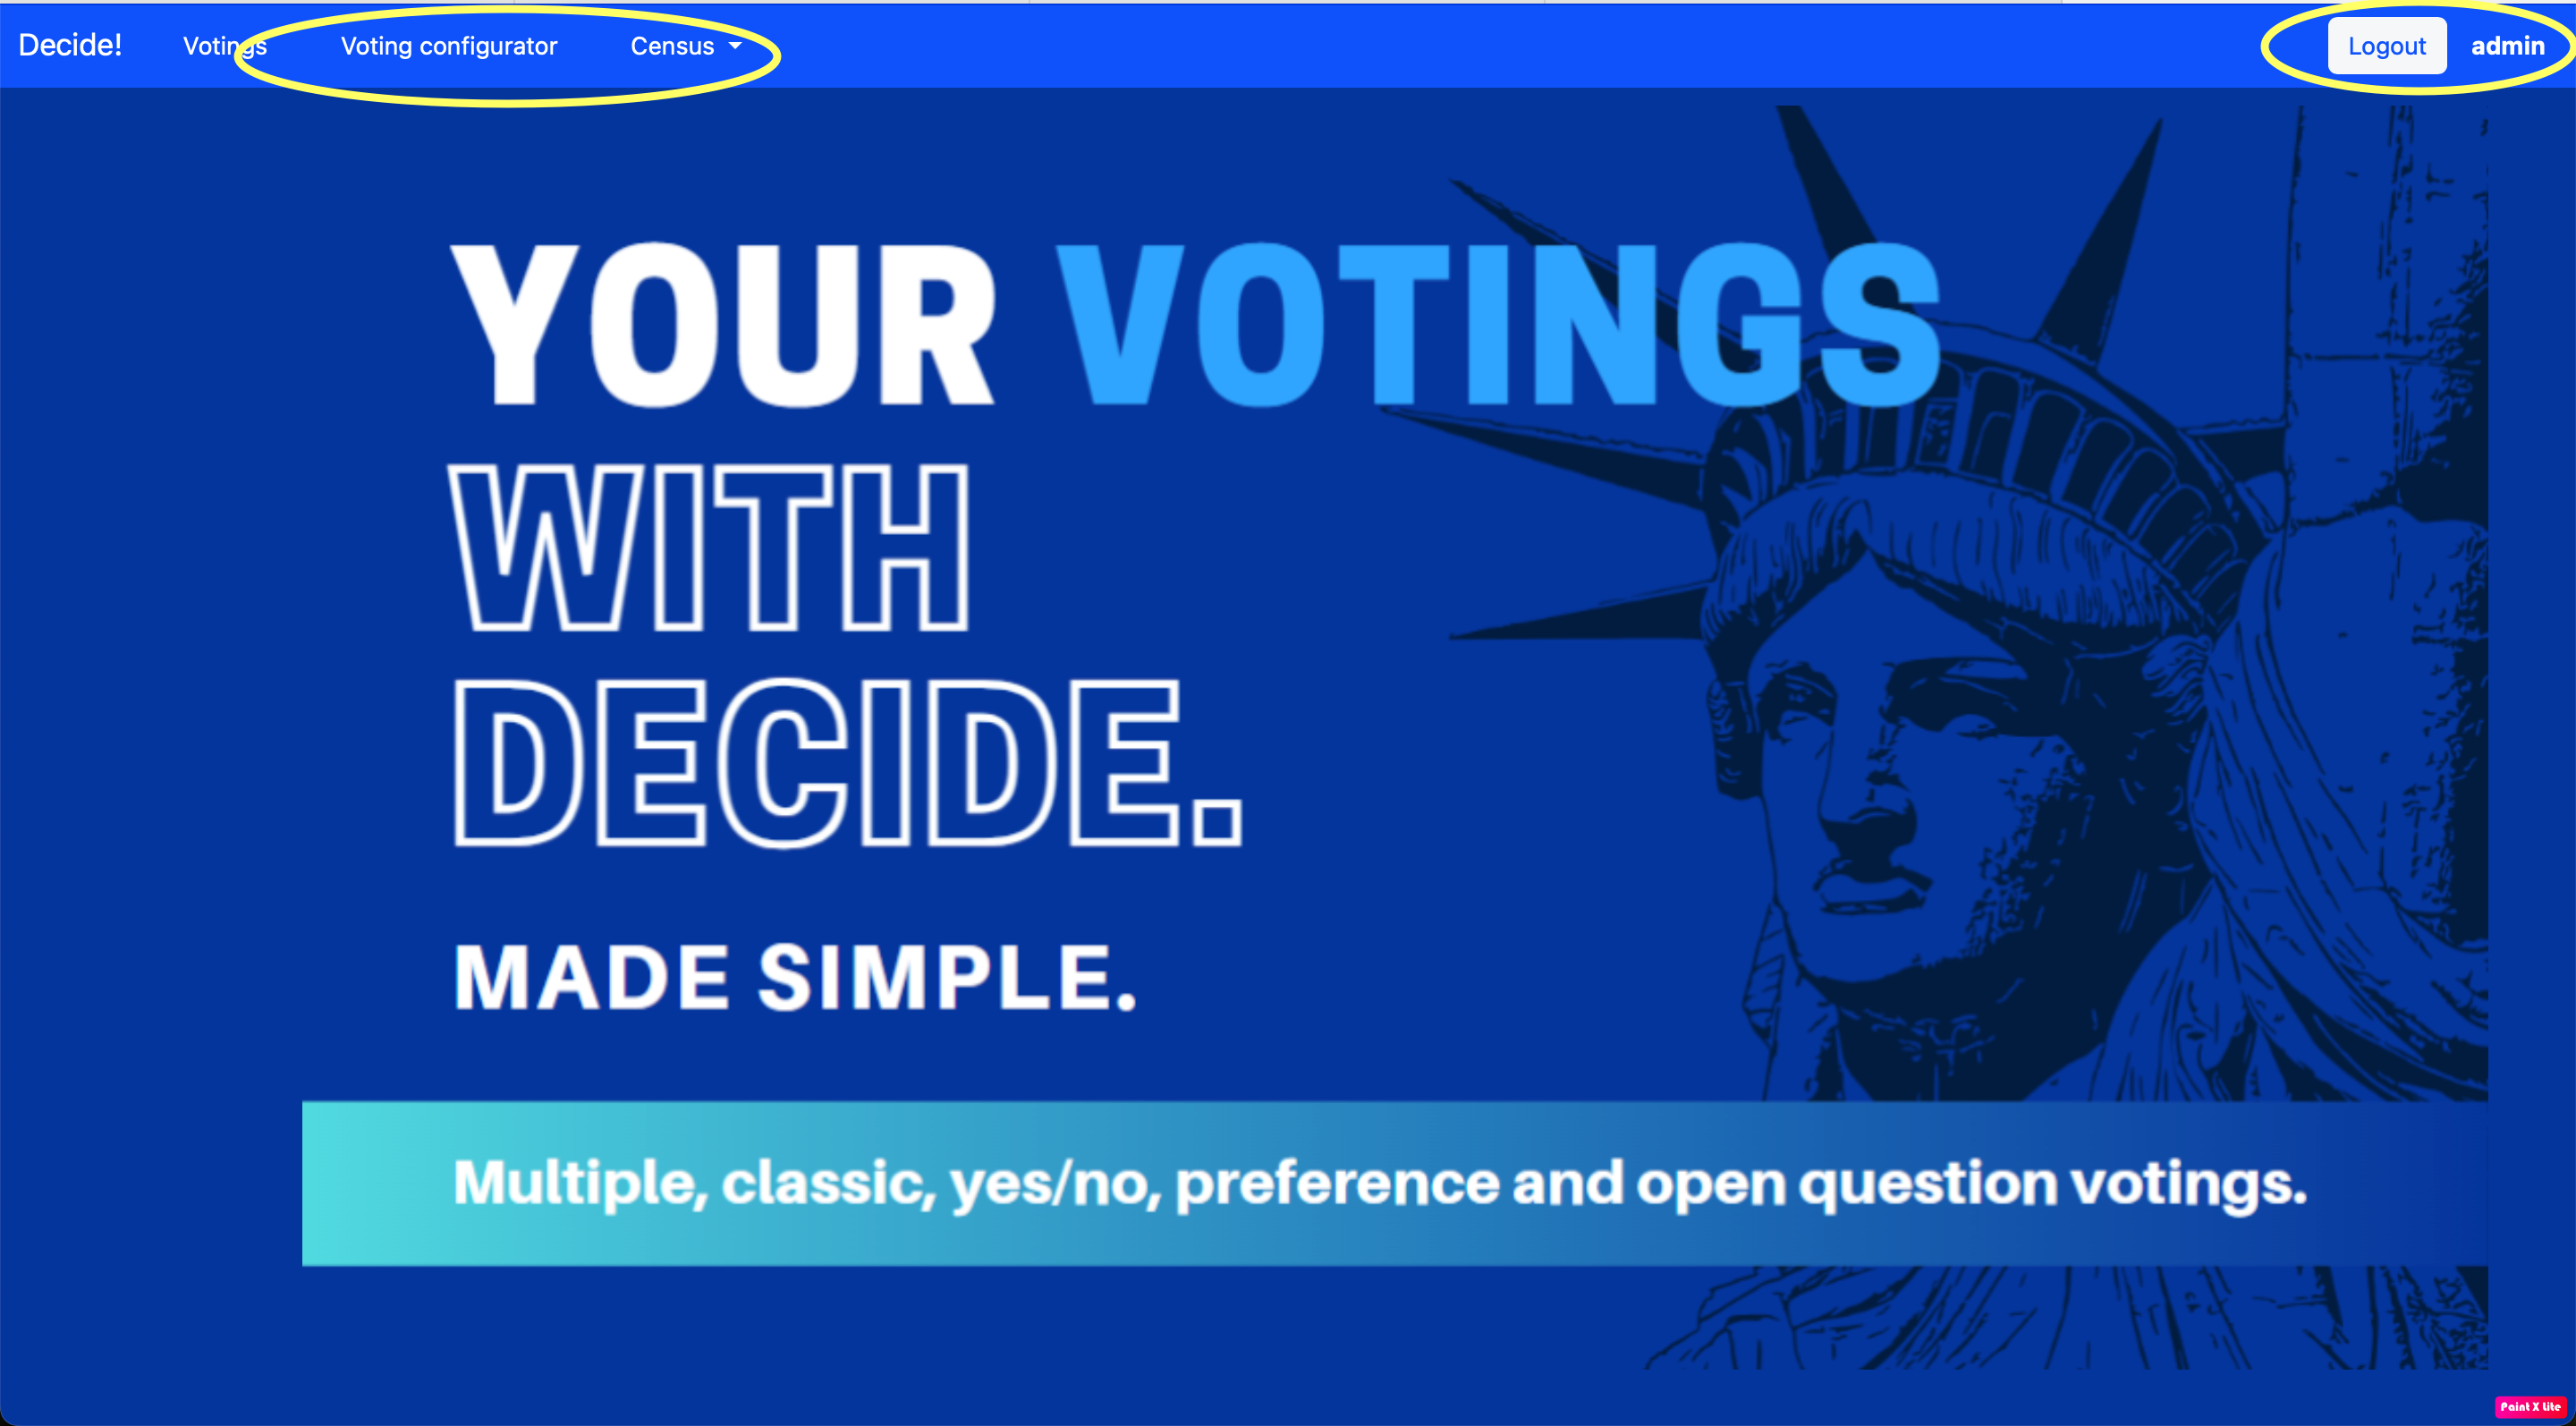 Decide! Votings Voting configurator Census Logout admin
YOUR VOTINGS
WITH
DECIDE.
MADE SIMPLE.
Multiple, classic, yes/no, preference and open question votings.
Paint X Lite